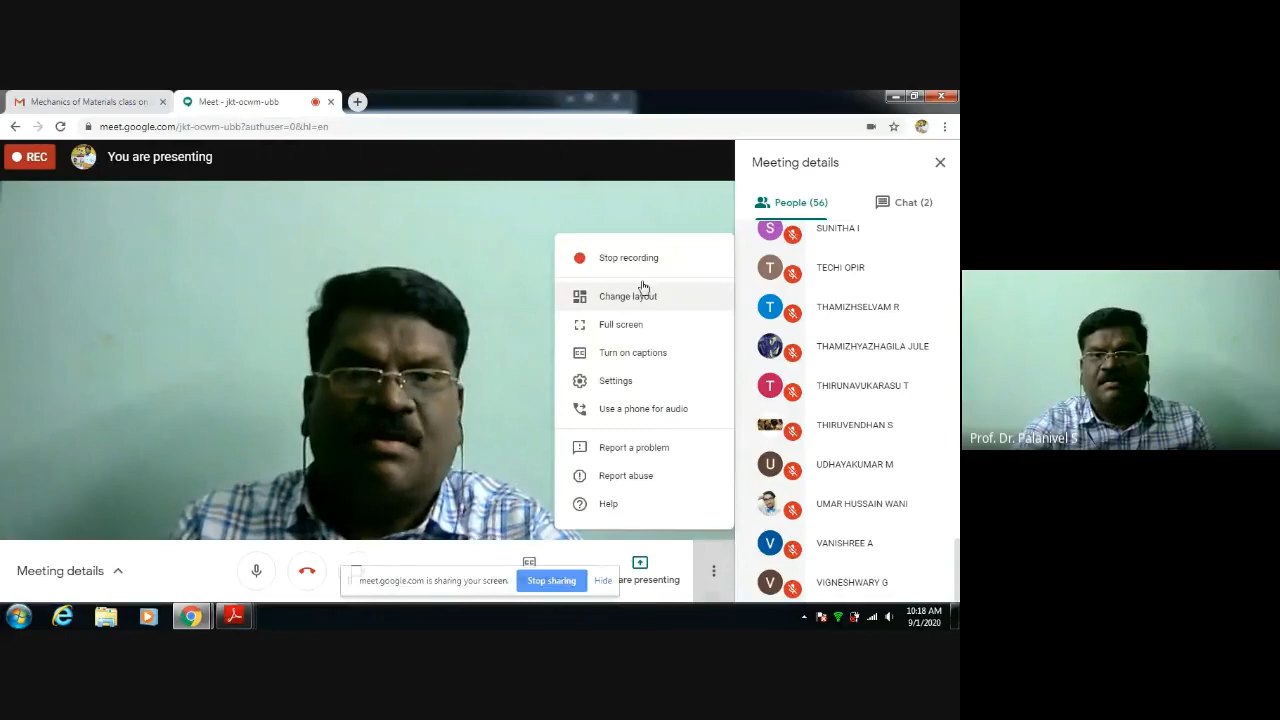 Mechanics of Materials class on
Meet - jkt-ocwm-ubb
meet.google.com/jkt-ocwm-ubb?authuser=0&hl=en
REC
You are presenting
Meeting details
People (56)
Chat (2)
SUNITHA I
TECHI OPIR
THAMIZHSELVAM R
THAMIZHYAZHAGILA JULE
THIRUNAVUKARASU T
THIRUVENDHAN S
UDHAYAKUMAR M
UMAR HUSSAIN WANI
VANISHREE A
VIGNESHWARY G
S
T
T
T
U
V
V
Stop recording
Change layout
Full screen
Turn on captions
Settings
Use a phone for audio
Report a problem
Report abuse
Help
Meeting details
meet.google.com is sharing your screen.
Stop sharing
Hide
are presenting
10:18 AM
9/1/2020
Prof. Dr. Palanivel S